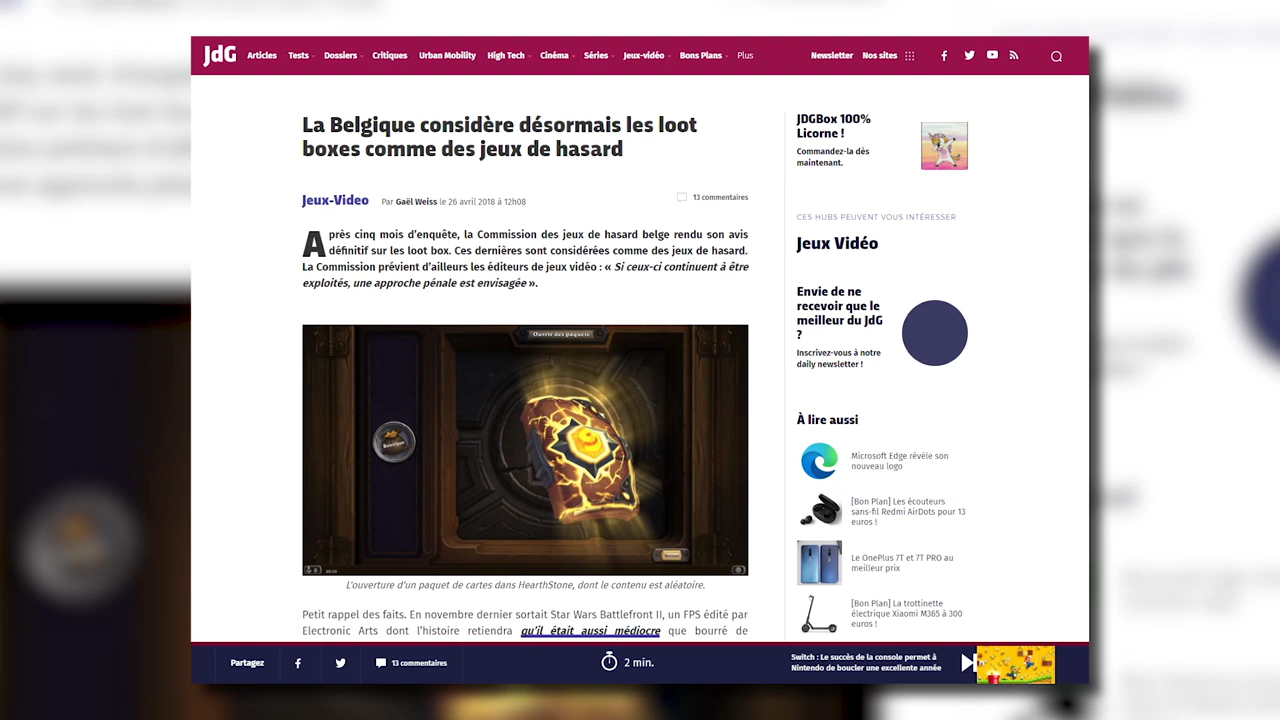 JdG Articles Tests Dossiers Critiques Urban Mobility High Tech Cinéma Séries Jeux-vidéo Bons Plans Plus Newsletter Nos sites
La Belgique considère désormais les loot
boxes comme des jeux de hasard
Jeux-Video Par Gaël Weiss le 26 avril 2018 à 12h08 13 commentaires
Après cinq mois d'enquête, la Commission des jeux de hasard belge rendu son avis
définitif sur les loot box. Ces dernières sont considérées comme des jeux de hasard.
La Commission prévient d'ailleurs les éditeurs de jeux vidéo : « Si ceux-ci continuent à être
exploités, une approche pénale est envisagée ».
Ouvrir des paquets
Boutique
Retour
L'ouverture d'un paquet de cartes dans HearthStone, dont le contenu est aléatoire.
Petit rappel des faits. En novembre dernier sortait Star Wars Battlefront II, un FPS édité par
Electronic Arts dont l'histoire retiendra qu'il était aussi médiocre que bourré de
JDGBox 100%
Licorne !
Commandez-la dès
maintenant.
CES HUBS PEUVENT VOUS INTÉRESSER
Jeux Vidéo
Envie de ne
recevoir que le
meilleur du JdG
?
Inscrivez-vous à notre
daily newsletter !
À lire aussi
Microsoft Edge révèle son
nouveau logo
[Bon Plan] Les écouteurs
sans-fil Redmi AirDots pour 13
euros !
Le OnePlus 7T et 7T PRO au
meilleur prix
[Bon Plan] La trottinette
électrique Xiaomi M365 à 300
euros !
Partagez 13 commentaires 2 min.
Switch : Le succès de la console permet à
Nintendo de boucler une excellente année